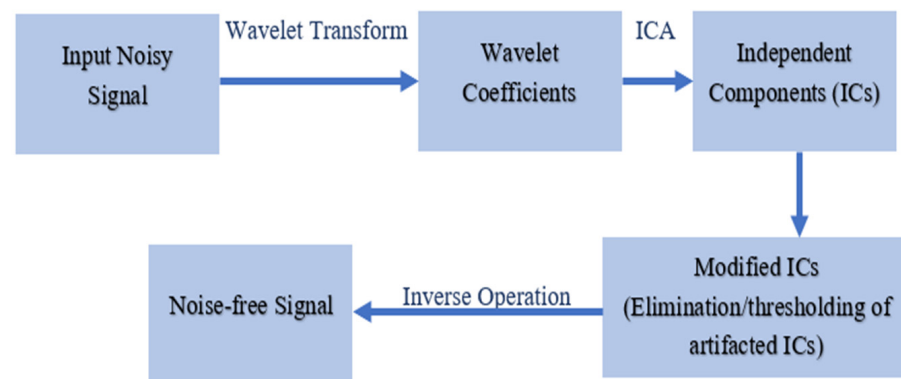 Input Noisy
Signal
Wavelet Transform
Wavelet
Coefficients
ICA
Independent
Components (ICs)
Modified ICs
(Elimination/thresholding of
artifacted ICs)
Inverse Operation
Noise-free Signal